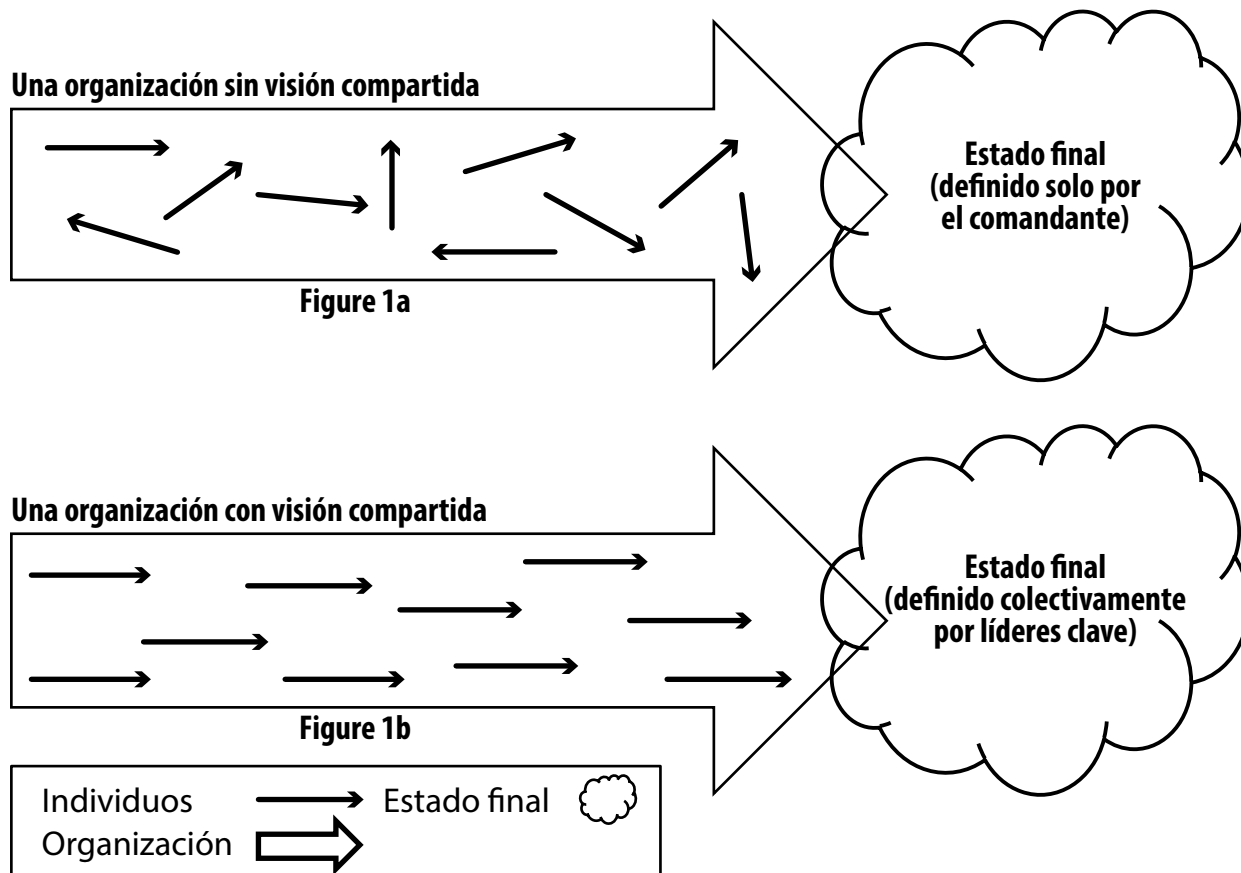 Una organización sin visión compartida
Estado final
(definido solo por
el comandante)
Figure 1a
Una organización con visión compartida
Estado final
(definido colectivamente
por líderes clave)
Figure 1b
Individuos
Estado final
Organización